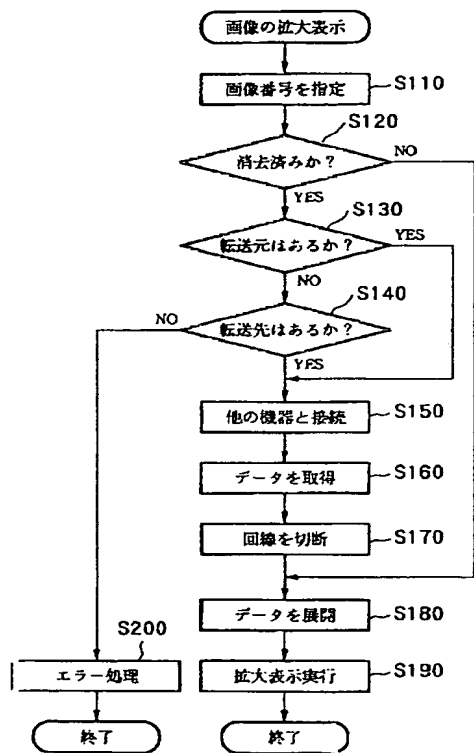 画像の拡大表示
画像番号を指定
S110
S120
消去済みか？
NO
YES
S130
転送元はあるか？
YES
NO
S140
NO
転送先はあるか？
YES
他の機器と接続
S150
データを取得
S160
回線を切断
S170
データを展開
S180
S200
エラー処理
拡大表示実行
S190
終了
終了